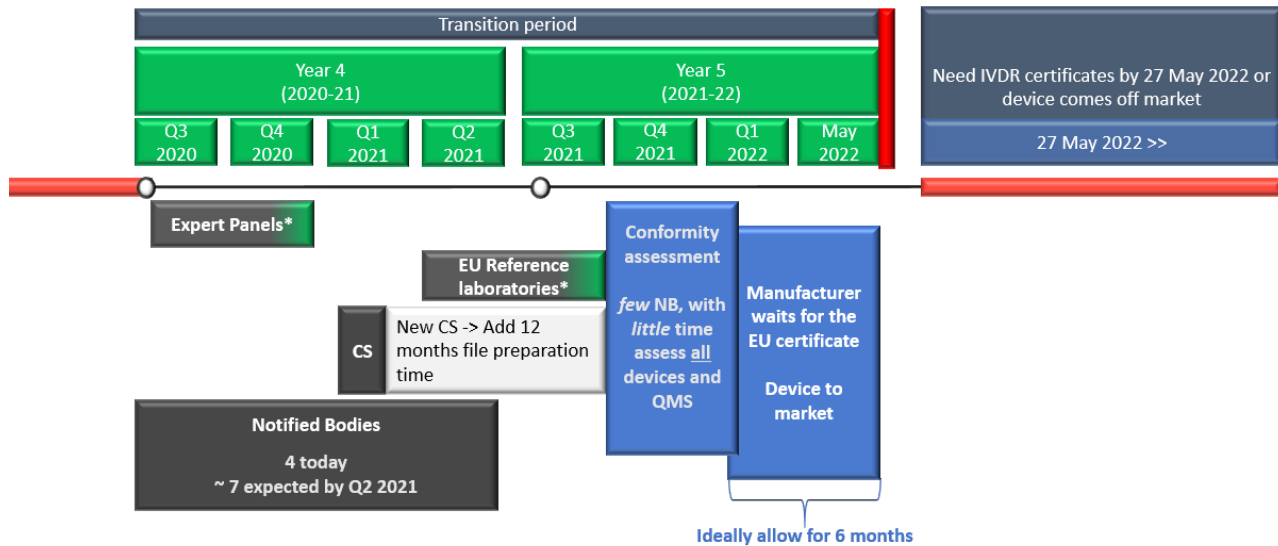 Transition period
Year 4
(2020-21)
Year 5
(2021-22)
Need IVDR certificates by 27 May 2022 or
device comes off market
Q3
2020
Q4
2020
Q1
2021
Q2
2021
Q3
2021
Q4
2021
Q1
2022
May
2022
27 May 2022 >>
Expert Panels*
EU Reference
laboratories*
CS
New CS -> Add 12
months file preparation
time
Conformity
assessment
few NB, with
little time
assess all
devices and
QMS
Manufacturer
waits for the
EU certificate
Device to
market
Notified Bodies
4 today
~ 7 expected by Q2 2021
Ideally allow for 6 months